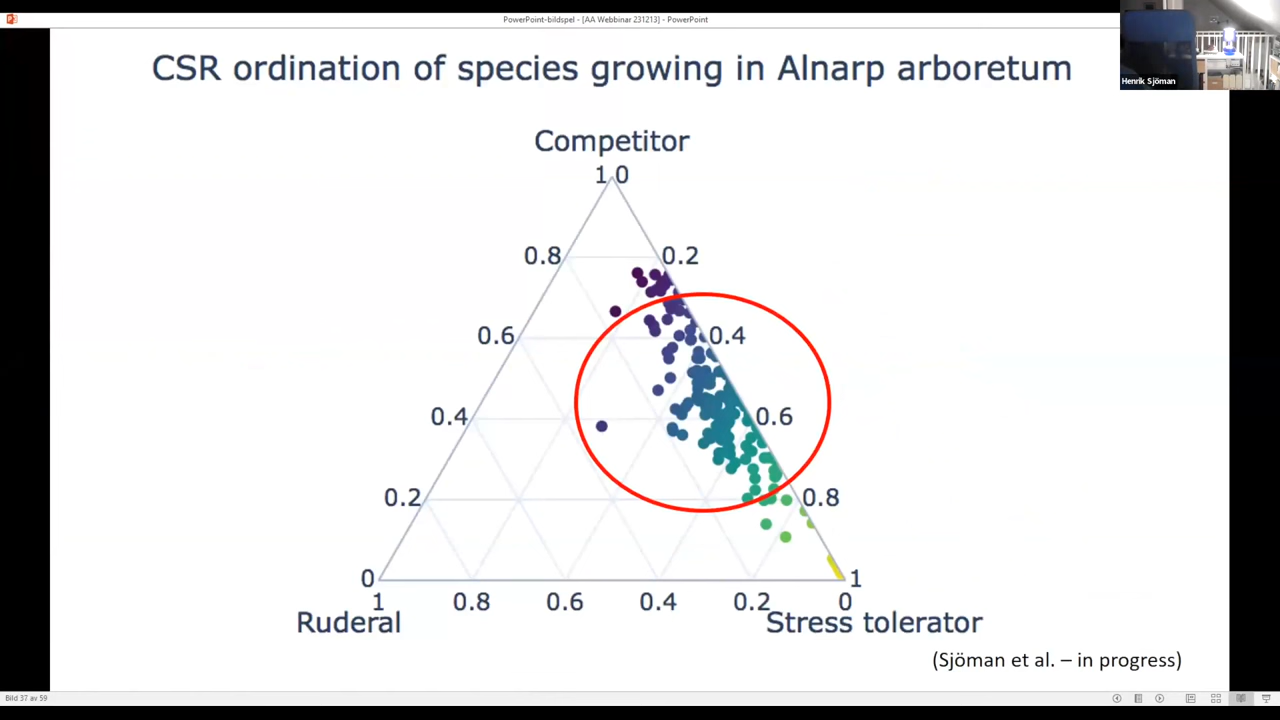 PowerPoint-bildspel - [AA Webbinar 231213] - PowerPoint
Henrik Sjöman
CSR ordination of species growing in Alnarp arboretum
Competitor
1 0
0.8
0.2
0.6
0.4
0.4
0.6
0.2
0.8
0
1
1
0.8
0.6
0.4
0.2
0
Ruderal
Stress tolerator
(Sjöman et al. – in progress)
Bild 37 av 59